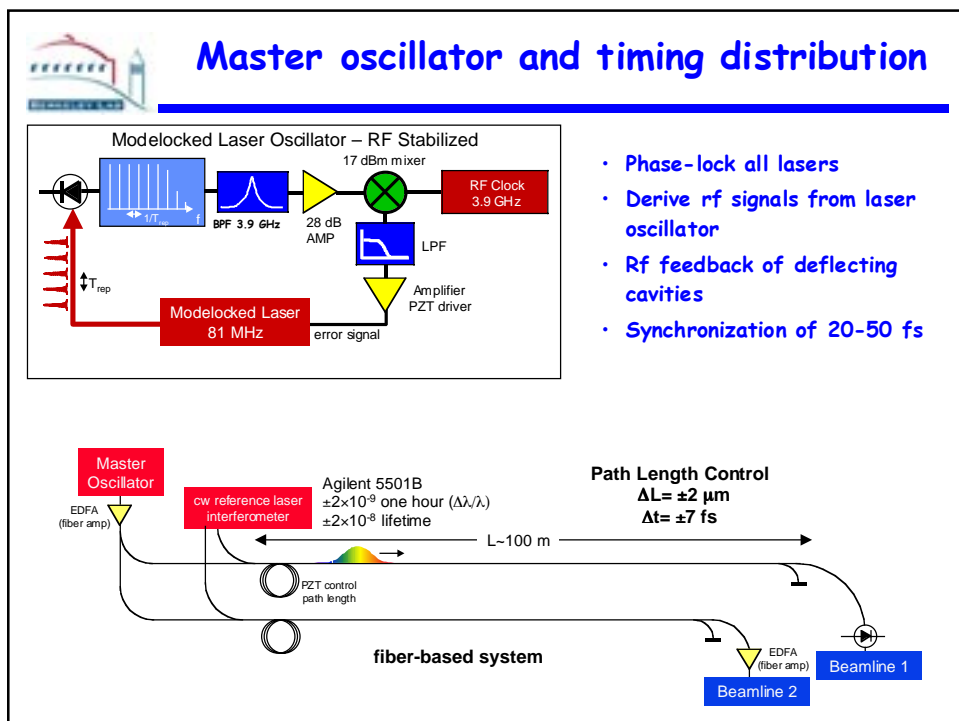 Master oscillator and timing distribution
BERKELEY LAB
Modelocked Laser Oscillator – RF Stabilized
17 dBm mixer
RF Clock
3.9 GHz
1/Trep
f
BPF 3.9 GHz
28 dB
AMP
LPF
Trep
Amplifier
PZT driver
Modelocked Laser
81 MHz
error signal
• Phase-lock all lasers
• Derive rf signals from laser
oscillator
• Rf feedback of deflecting
cavities
• Synchronization of 20-50 fs
Master
Oscillator
EDFA
(fiber amp)
cw reference laser
interferometer
Agilent 5501B
±2×10⁻⁹ one hour (Δλ/λ)
±2×10⁻⁸ lifetime
Path Length Control
ΔL= ±2 μm
Δt= ±7 fs
L~100 m
PZT control
path length
fiber-based system
EDFA
(fiber amp)
Beamline 1
Beamline 2